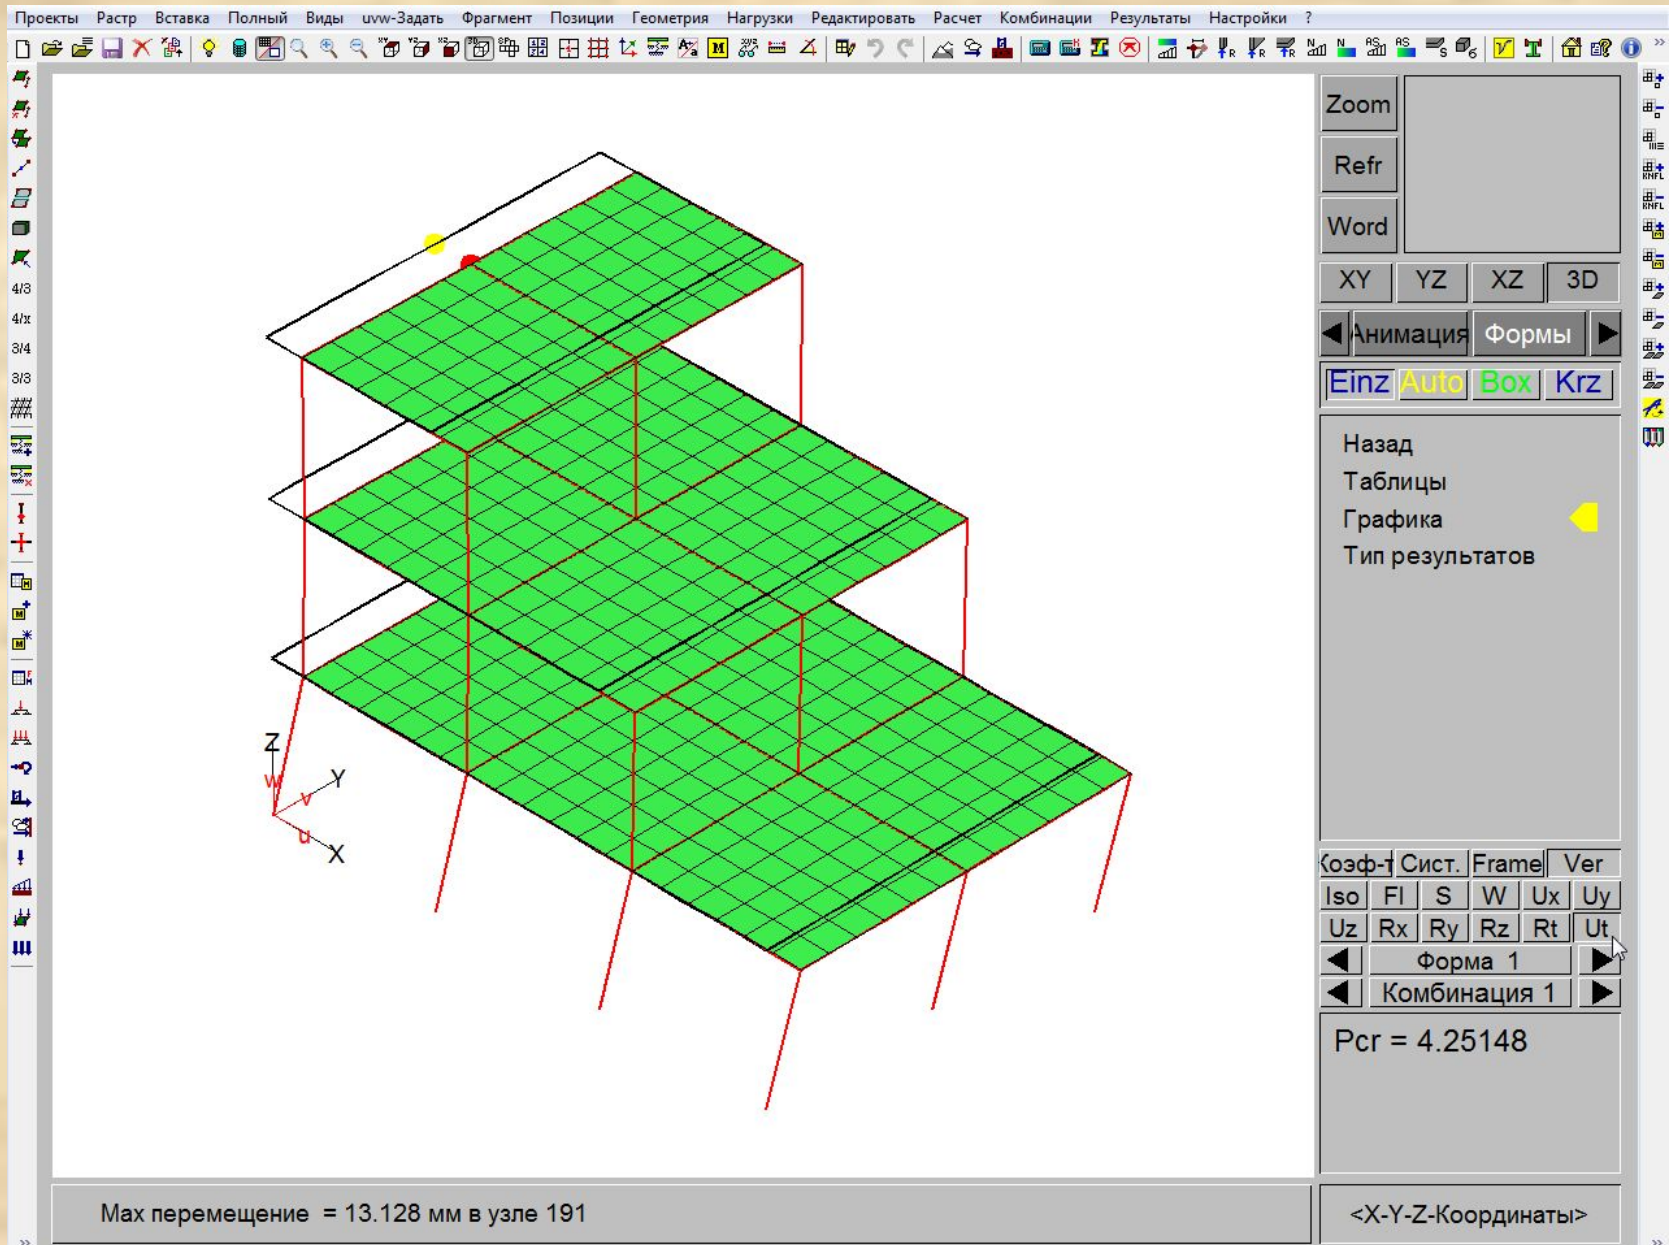 Проекты Растр Вставка Полный Виды uvw-Задать Фрагмент Позиции Геометрия Нагрузки Редактировать Расчет Комбинации Результаты Настройки ?
Zoom
Refr
Word
XY YZ XZ 3D
Анимация Формы
Einz Auto Box Krz
Назад
Таблицы
Графика
Тип результатов
4/3
4/x
3/4
3/3
Z
W
Y
v
u
X
Коэф-т Сист. Frame Ver
Iso Fl S W Ux Uy
Uz Rx Ry Rz Rt Ut
Форма 1
Комбинация 1
Pcr = 4.25148
Max перемещение = 13.128 мм в узле 191
<X-Y-Z-Координаты>